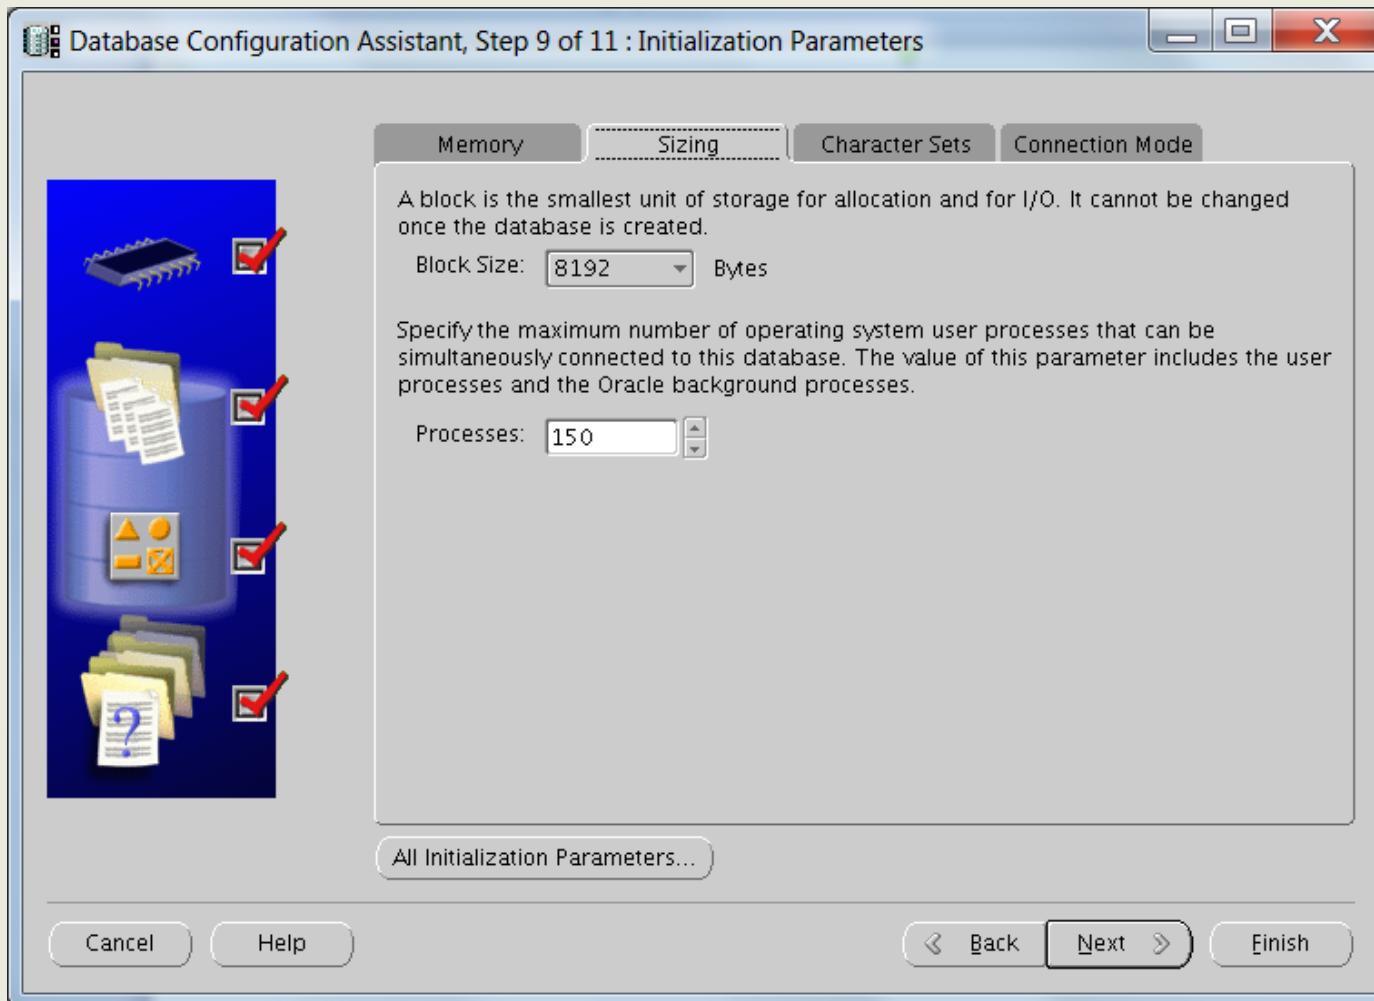 Database Configuration Assistant, Step 9 of 11 : Initialization Parameters
Memory
Sizing
Character Sets
Connection Mode
A block is the smallest unit of storage for allocation and for I/O. It cannot be changed
once the database is created.
Block Size: 8192 Bytes
Specify the maximum number of operating system user processes that can be
simultaneously connected to this database. The value of this parameter includes the user
processes and the Oracle background processes.
Processes: 150
?
All Initialization Parameters...
Cancel
Help
Back
Next
Finish